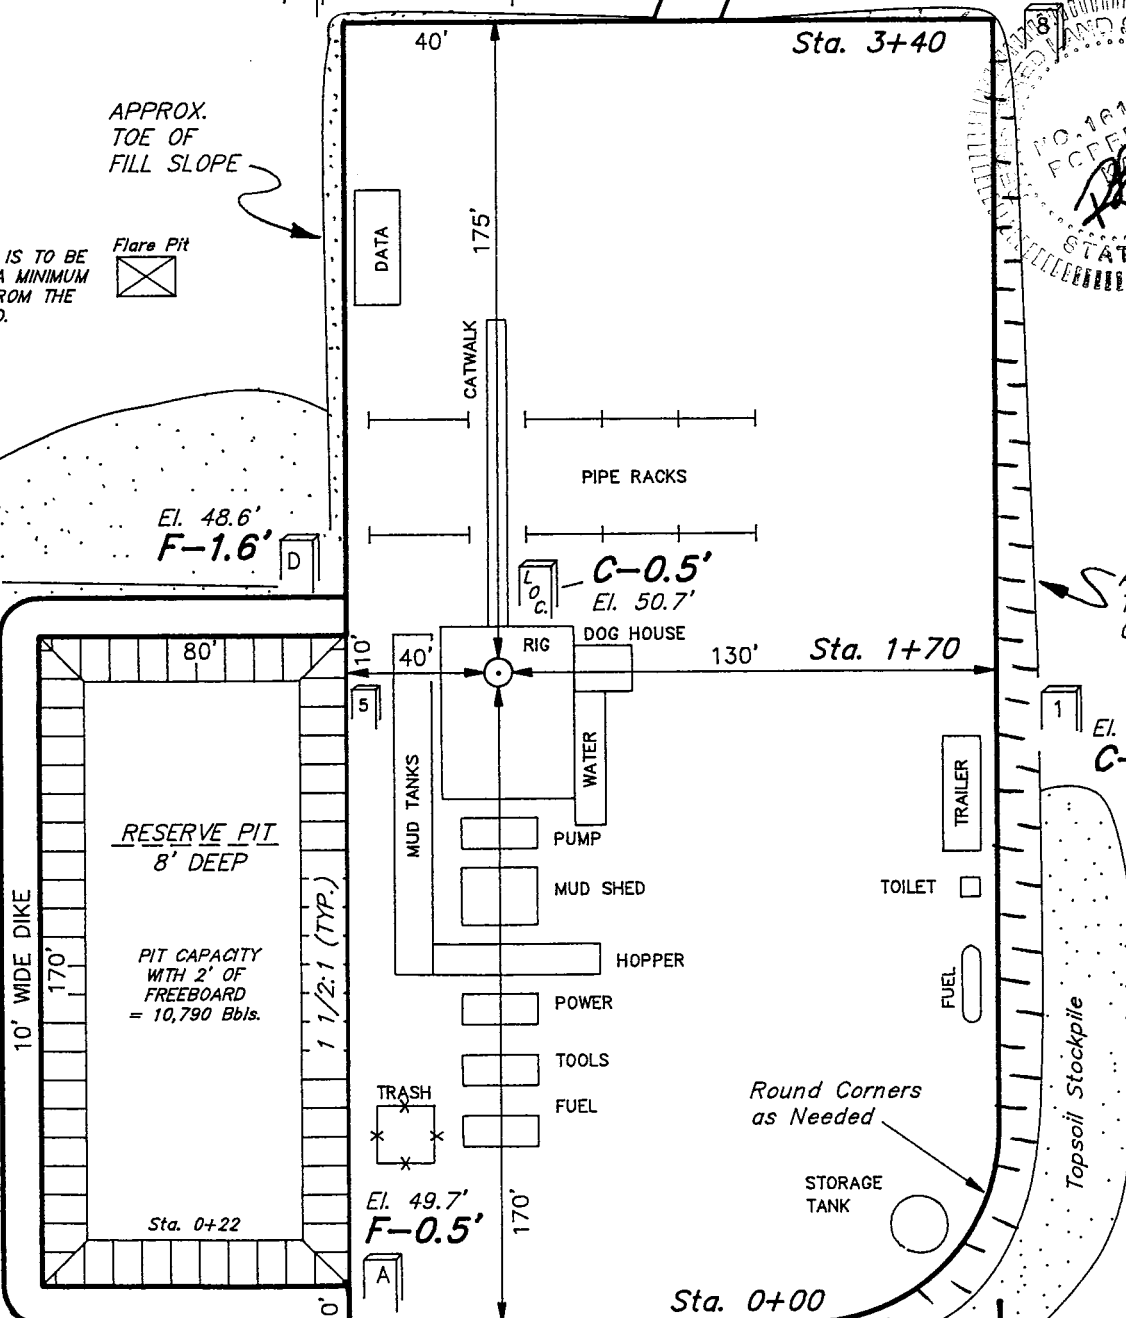 40'
Sta. 3+40
8
APPROX.
TOE OF
FILL SLOPE
175'
DATA
Flare Pit
IS TO BE
A MINIMUM
FROM THE
CATWALK
PIPE RACKS
El. 48.6'
F-1.6'
D
L
O
C.
C-0.5'
El. 50.7'
DOG HOUSE
RIG
80'
10'
40'
130'
Sta. 1+70
5
1
El.
C-
MUD TANKS
WATER
TRAILER
PUMP
RESERVE PIT
8' DEEP
MUD SHED
TOILET
10' WIDE DIKE
170'
PIT CAPACITY
WITH 2' OF
FREEBOARD
= 10,790 Bbls.
1 1/2:1 (TYP.)
HOPPER
FUEL
POWER
TOOLS
TRASH
FUEL
Round Corners
as Needed
Topsoil Stockpile
STORAGE
TANK
El. 49.7'
F-0.5'
170'
Sta. 0+22
A
Sta. 0+00